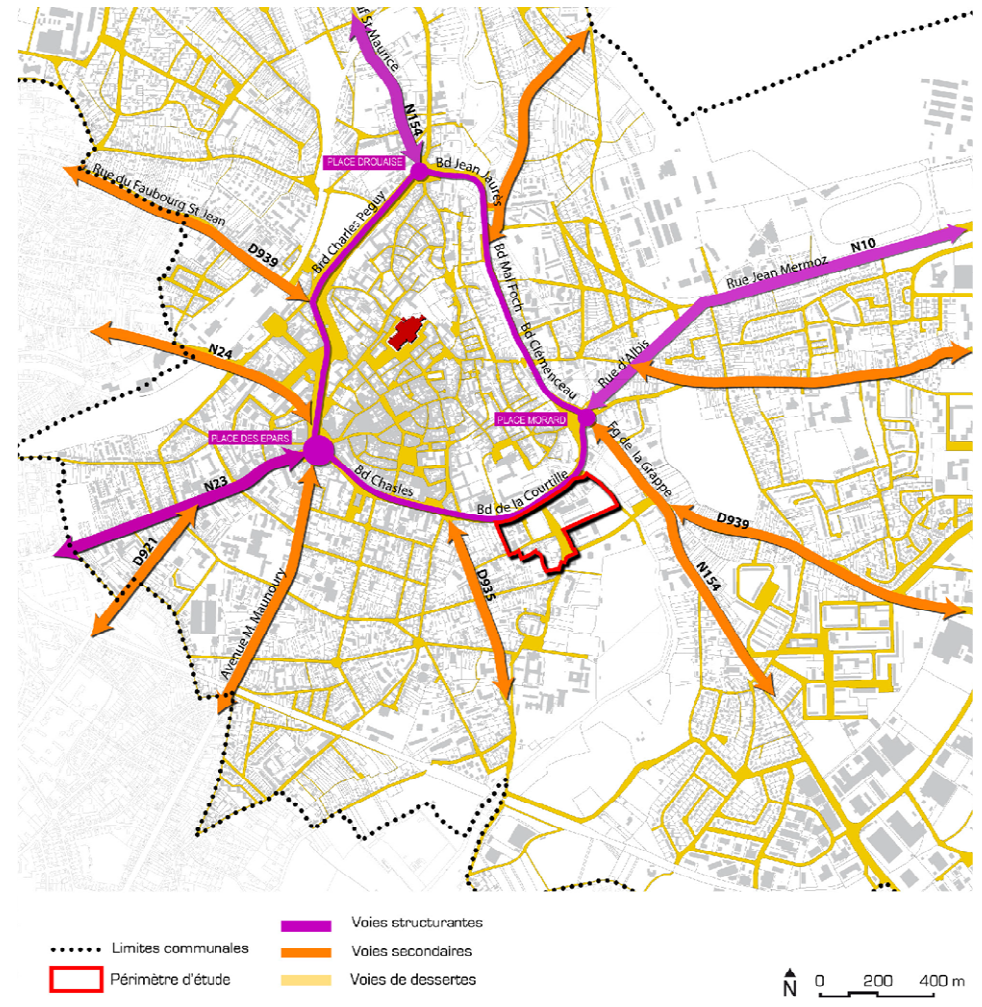 Faf St Maurice
N154
PLACE DROUAISE
Bd Jean Jaurès
Rue du Faubourg St Jean
D939
Brd Charles Peguy
Bd Mal Foch
N10
Rue Jean Mermoz
N24
Bd Clémenceau
Rue d'Albis
PLACE MORARD
PLACE DES EPARS
Fg de la Grappe
N23
Bd Chasles
Bd de la Courtille
D921
D939
D935
N154
Avenue M. Maunoury
Voies structurantes
Limites communales
Voies secondaires
Périmètre d'étude
Voies de dessertes
N
0 200 400 m